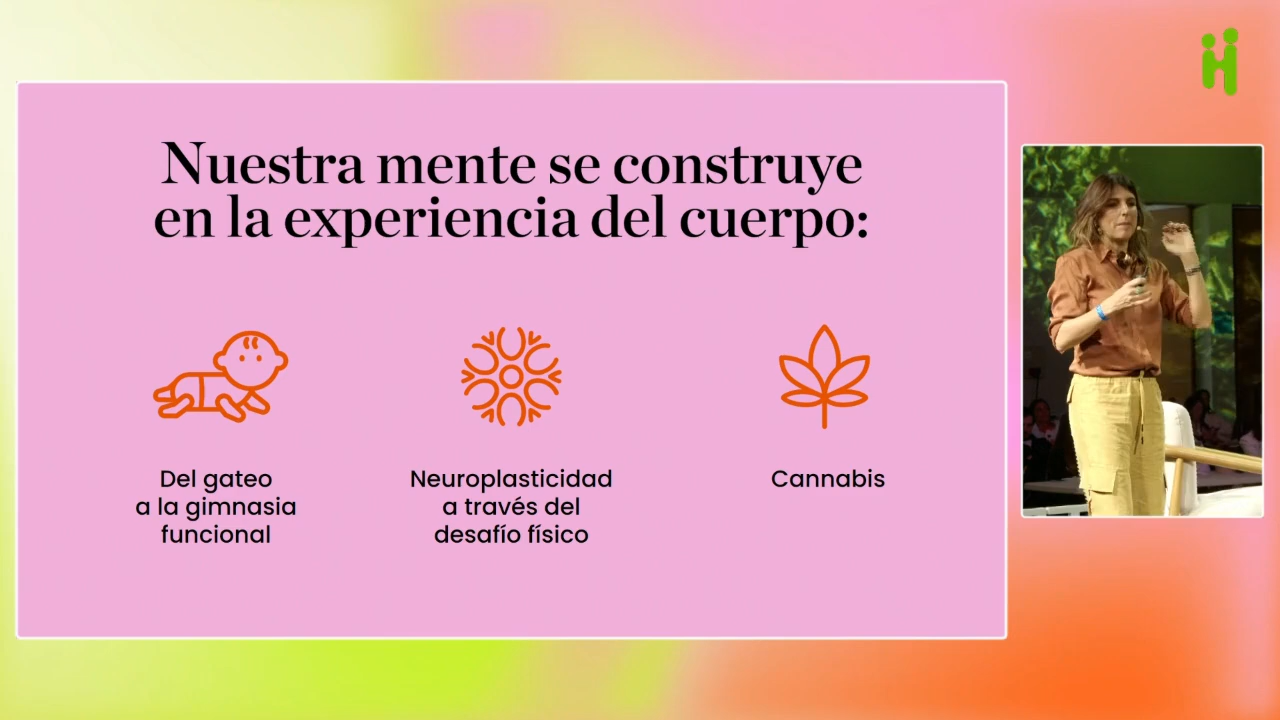 Nuestra mente se construye
en la experiencia del cuerpo:
Del gateo
a la gimnasia
funcional
Neuroplasticidad
a través del
desafío físico
Cannabis